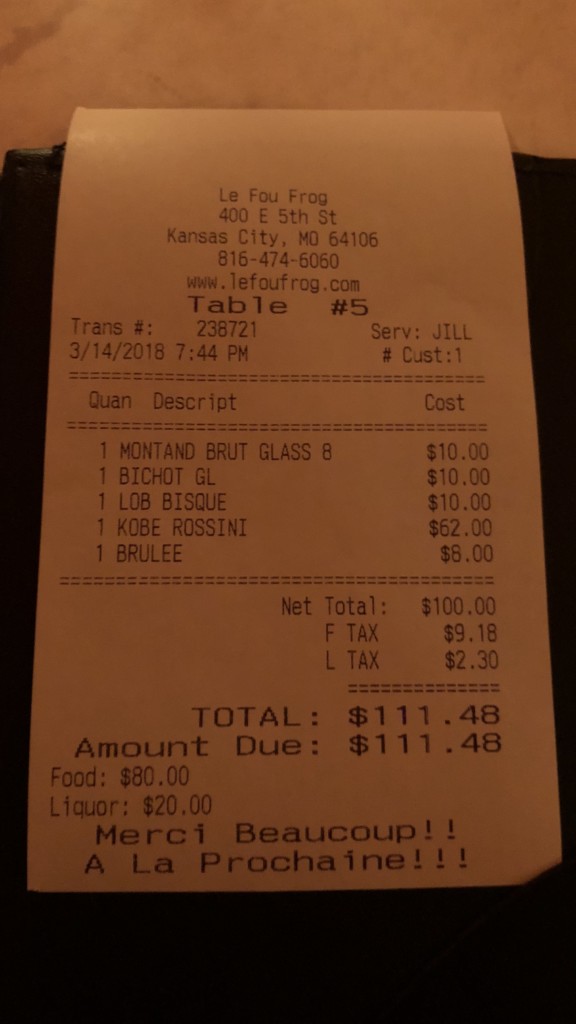 Le Fou Frog
400 E 5th St
Kansas City, MO 64106
816-474-6060
www.lefoufrog.com
Table #5
Trans #: 238721 Serv: JILL
3/14/2018 7:44 PM # Cust:1
=====================================
Quan Descript Cost
=====================================
1 MONTAND BRUT GLASS 8 $10.00
1 BICHOT GL $10.00
1 LOB BISQUE $10.00
1 KOBE ROSSINI $62.00
1 BRULEE $8.00
=====================================
Net Total: $100.00
F TAX $9.18
L TAX $2.30
=============
TOTAL: $111.48
Amount Due: $111.48
Food: $80.00
Liquor: $20.00
Merci Beaucoup!!
A La Prochaine!!!